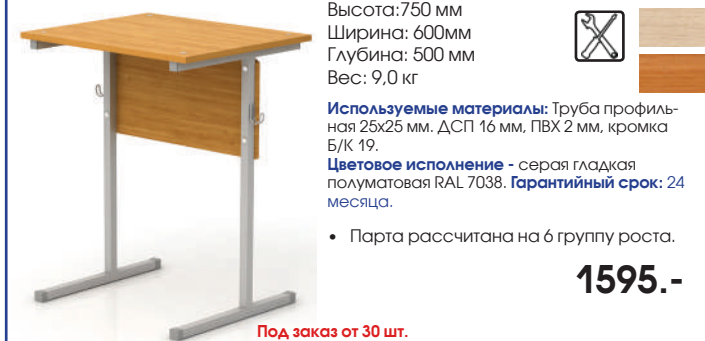 Высота:750 мм
Ширина: 600мм
Глубина: 500 мм
Вес: 9,0 кг
Используемые материалы: Труба профиль-
ная 25х25 мм. ДСП 16 мм, ПВХ 2 мм, кромка
Б/К 19.
Цветовое исполнение - серая гладкая
полуматовая RAL 7038. Гарантийный срок: 24
месяца.
• Парта рассчитана на 6 группу роста.
1595.-
Под заказ от 30 шт.